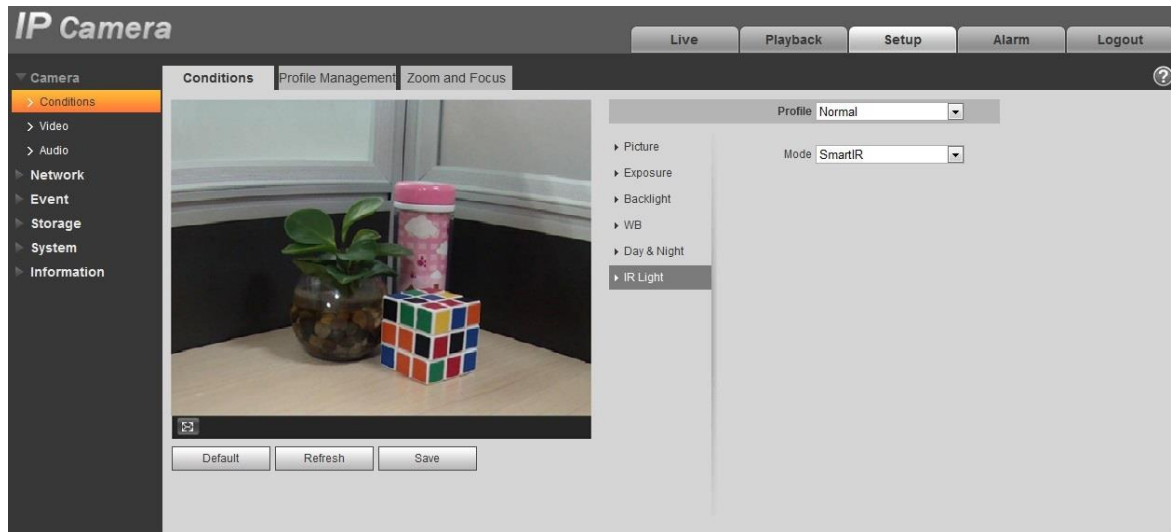 IP Camera
Live Playback Setup Alarm Logout
Camera
Conditions
Video
Audio
Network
Event
Storage
System
Information
Conditions Profile Management Zoom and Focus
?
Profile Normal
Picture
Exposure
Backlight
WB
Day & Night
IR Light
Mode SmartIR
Default Refresh Save